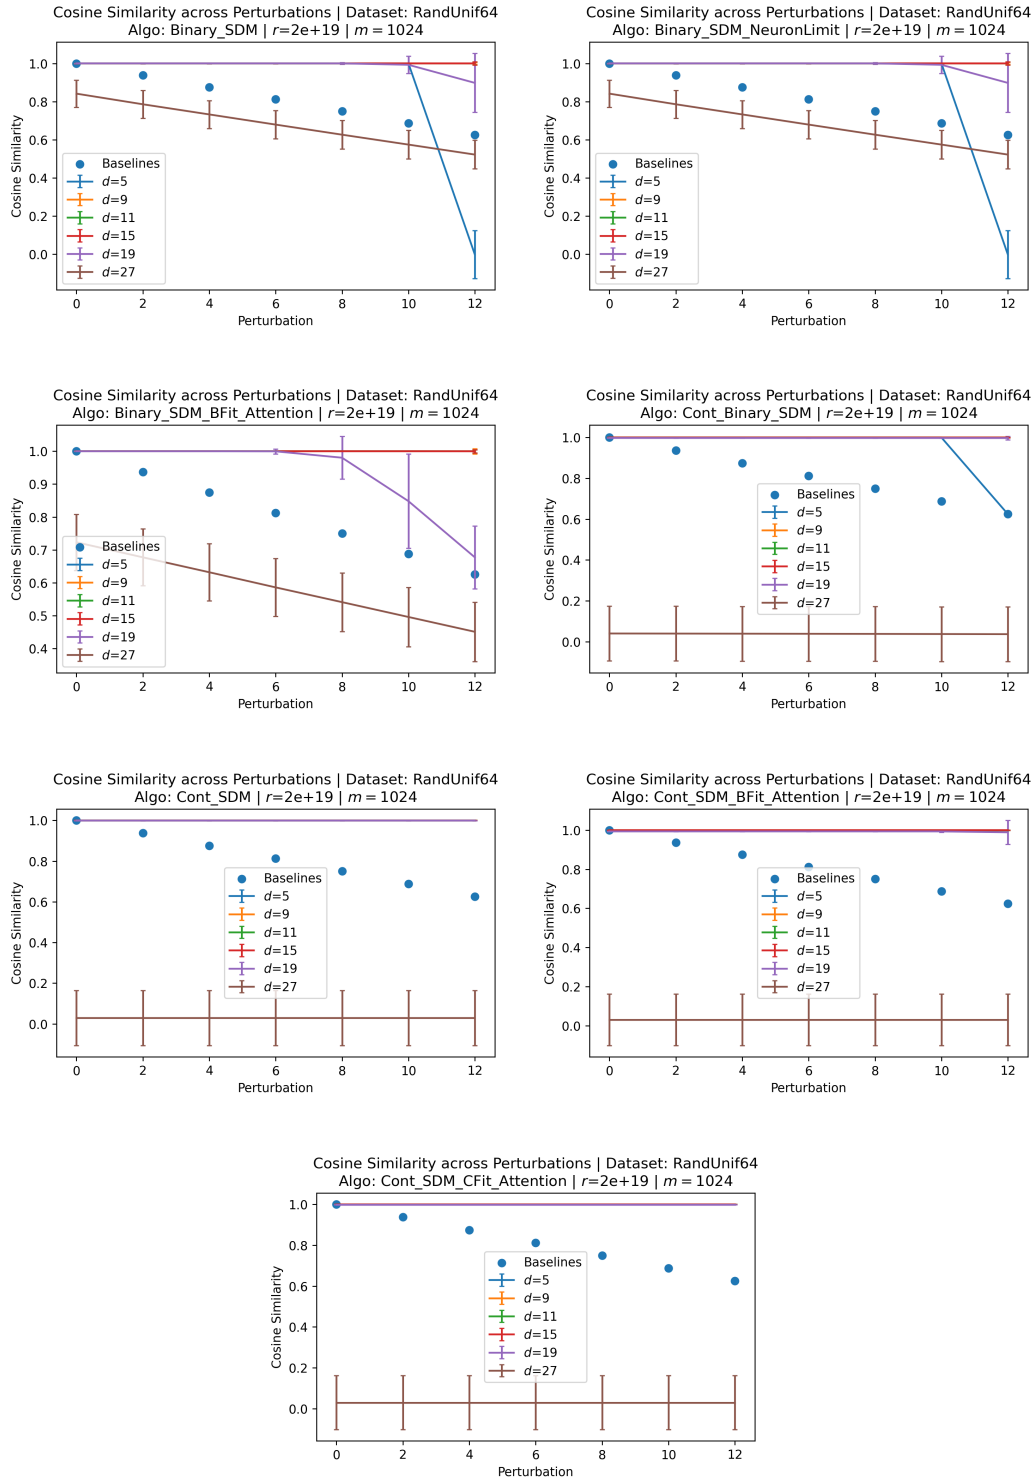 Cosine Similarity across Perturbations | Dataset: RandUnif64
Algo: Binary_SDM | r=2e+19 | m = 1024
Cosine Similarity
1.0
0.8
0.6
0.4
0.2
0.0
Baselines
d=5
d=9
d=11
d=15
d=19
d=27
0 2 4 6 8 10 12
Perturbation
Cosine Similarity across Perturbations | Dataset: RandUnif64
Algo: Binary_SDM_NeuronLimit | r=2e+19 | m = 1024
Cosine Similarity
1.0
0.8
0.6
0.4
0.2
0.0
Baselines
d=5
d=9
d=11
d=15
d=19
d=27
0 2 4 6 8 10 12
Perturbation
Cosine Similarity across Perturbations | Dataset: RandUnif64
Algo: Binary_SDM_BFit_Attention | r=2e+19 | m = 1024
Cosine Similarity
1.0
0.9
0.8
0.7
0.6
0.5
0.4
Baselines
d=5
d=9
d=11
d=15
d=19
d=27
0 2 4 6 8 10 12
Perturbation
Cosine Similarity across Perturbations | Dataset: RandUnif64
Algo: Cont_Binary_SDM | r=2e+19 | m = 1024
Cosine Similarity
1.0
0.8
0.6
0.4
0.2
0.0
Baselines
d=5
d=9
d=11
d=15
d=19
d=27
0 2 4 6 8 10 12
Perturbation
Cosine Similarity across Perturbations | Dataset: RandUnif64
Algo: Cont_SDM | r=2e+19 | m = 1024
Cosine Similarity
1.0
0.8
0.6
0.4
0.2
0.0
Baselines
d=5
d=9
d=11
d=15
d=19
d=27
0 2 4 6 8 10 12
Perturbation
Cosine Similarity across Perturbations | Dataset: RandUnif64
Algo: Cont_SDM_BFit_Attention | r=2e+19 | m = 1024
Cosine Similarity
1.0
0.8
0.6
0.4
0.2
0.0
Baselines
d=5
d=9
d=11
d=15
d=19
d=27
0 2 4 6 8 10 12
Perturbation
Cosine Similarity across Perturbations | Dataset: RandUnif64
Algo: Cont_SDM_CFit_Attention | r=2e+19 | m = 1024
Cosine Similarity
1.0
0.8
0.6
0.4
0.2
0.0
Baselines
d=5
d=9
d=11
d=15
d=19
d=27
0 2 4 6 8 10 12
Perturbation